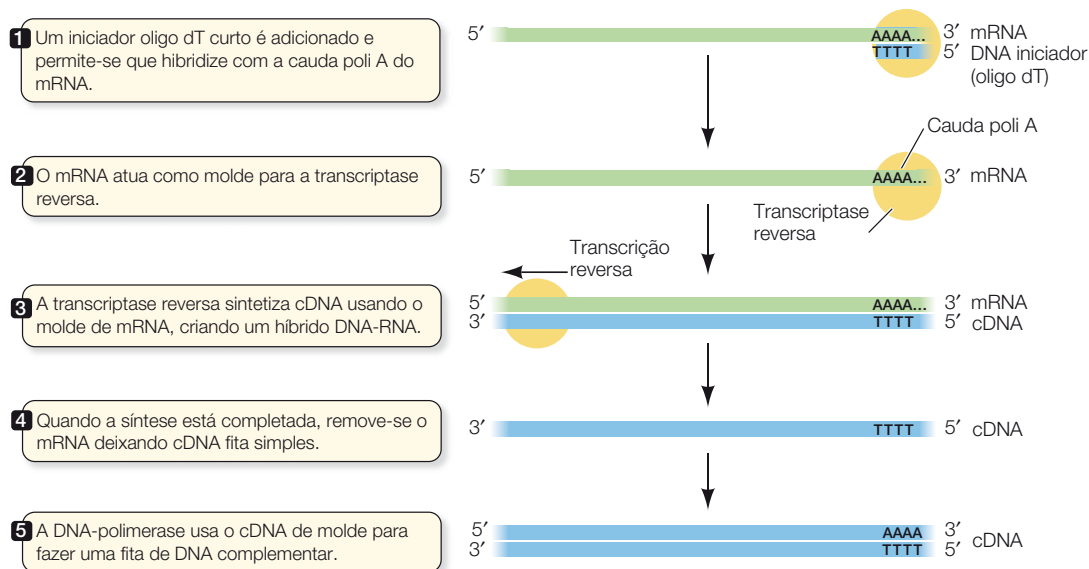 1 Um iniciador oligo dT curto é adicionado e
permite-se que hibridize com a cauda poli A do
mRNA.
5′ AAAA... 3′ mRNA
TTTT 5′ DNA iniciador
(oligo dT)
Cauda poli A
2 O mRNA atua como molde para a transcriptase
reversa.
5′ AAAA... 3′ mRNA
Transcriptase
reversa
Transcrição
reversa
3 A transcriptase reversa sintetiza cDNA usando o
molde de mRNA, criando um híbrido DNA-RNA.
5′ AAAA... 3′ mRNA
3′ TTTT 5′ cDNA
4 Quando a síntese está completada, remove-se o
mRNA deixando cDNA fita simples.
3′ TTTT 5′ cDNA
5 A DNA-polimerase usa o cDNA de molde para
fazer uma fita de DNA complementar.
5′ AAAA 3′
3′ TTTT 5′ cDNA